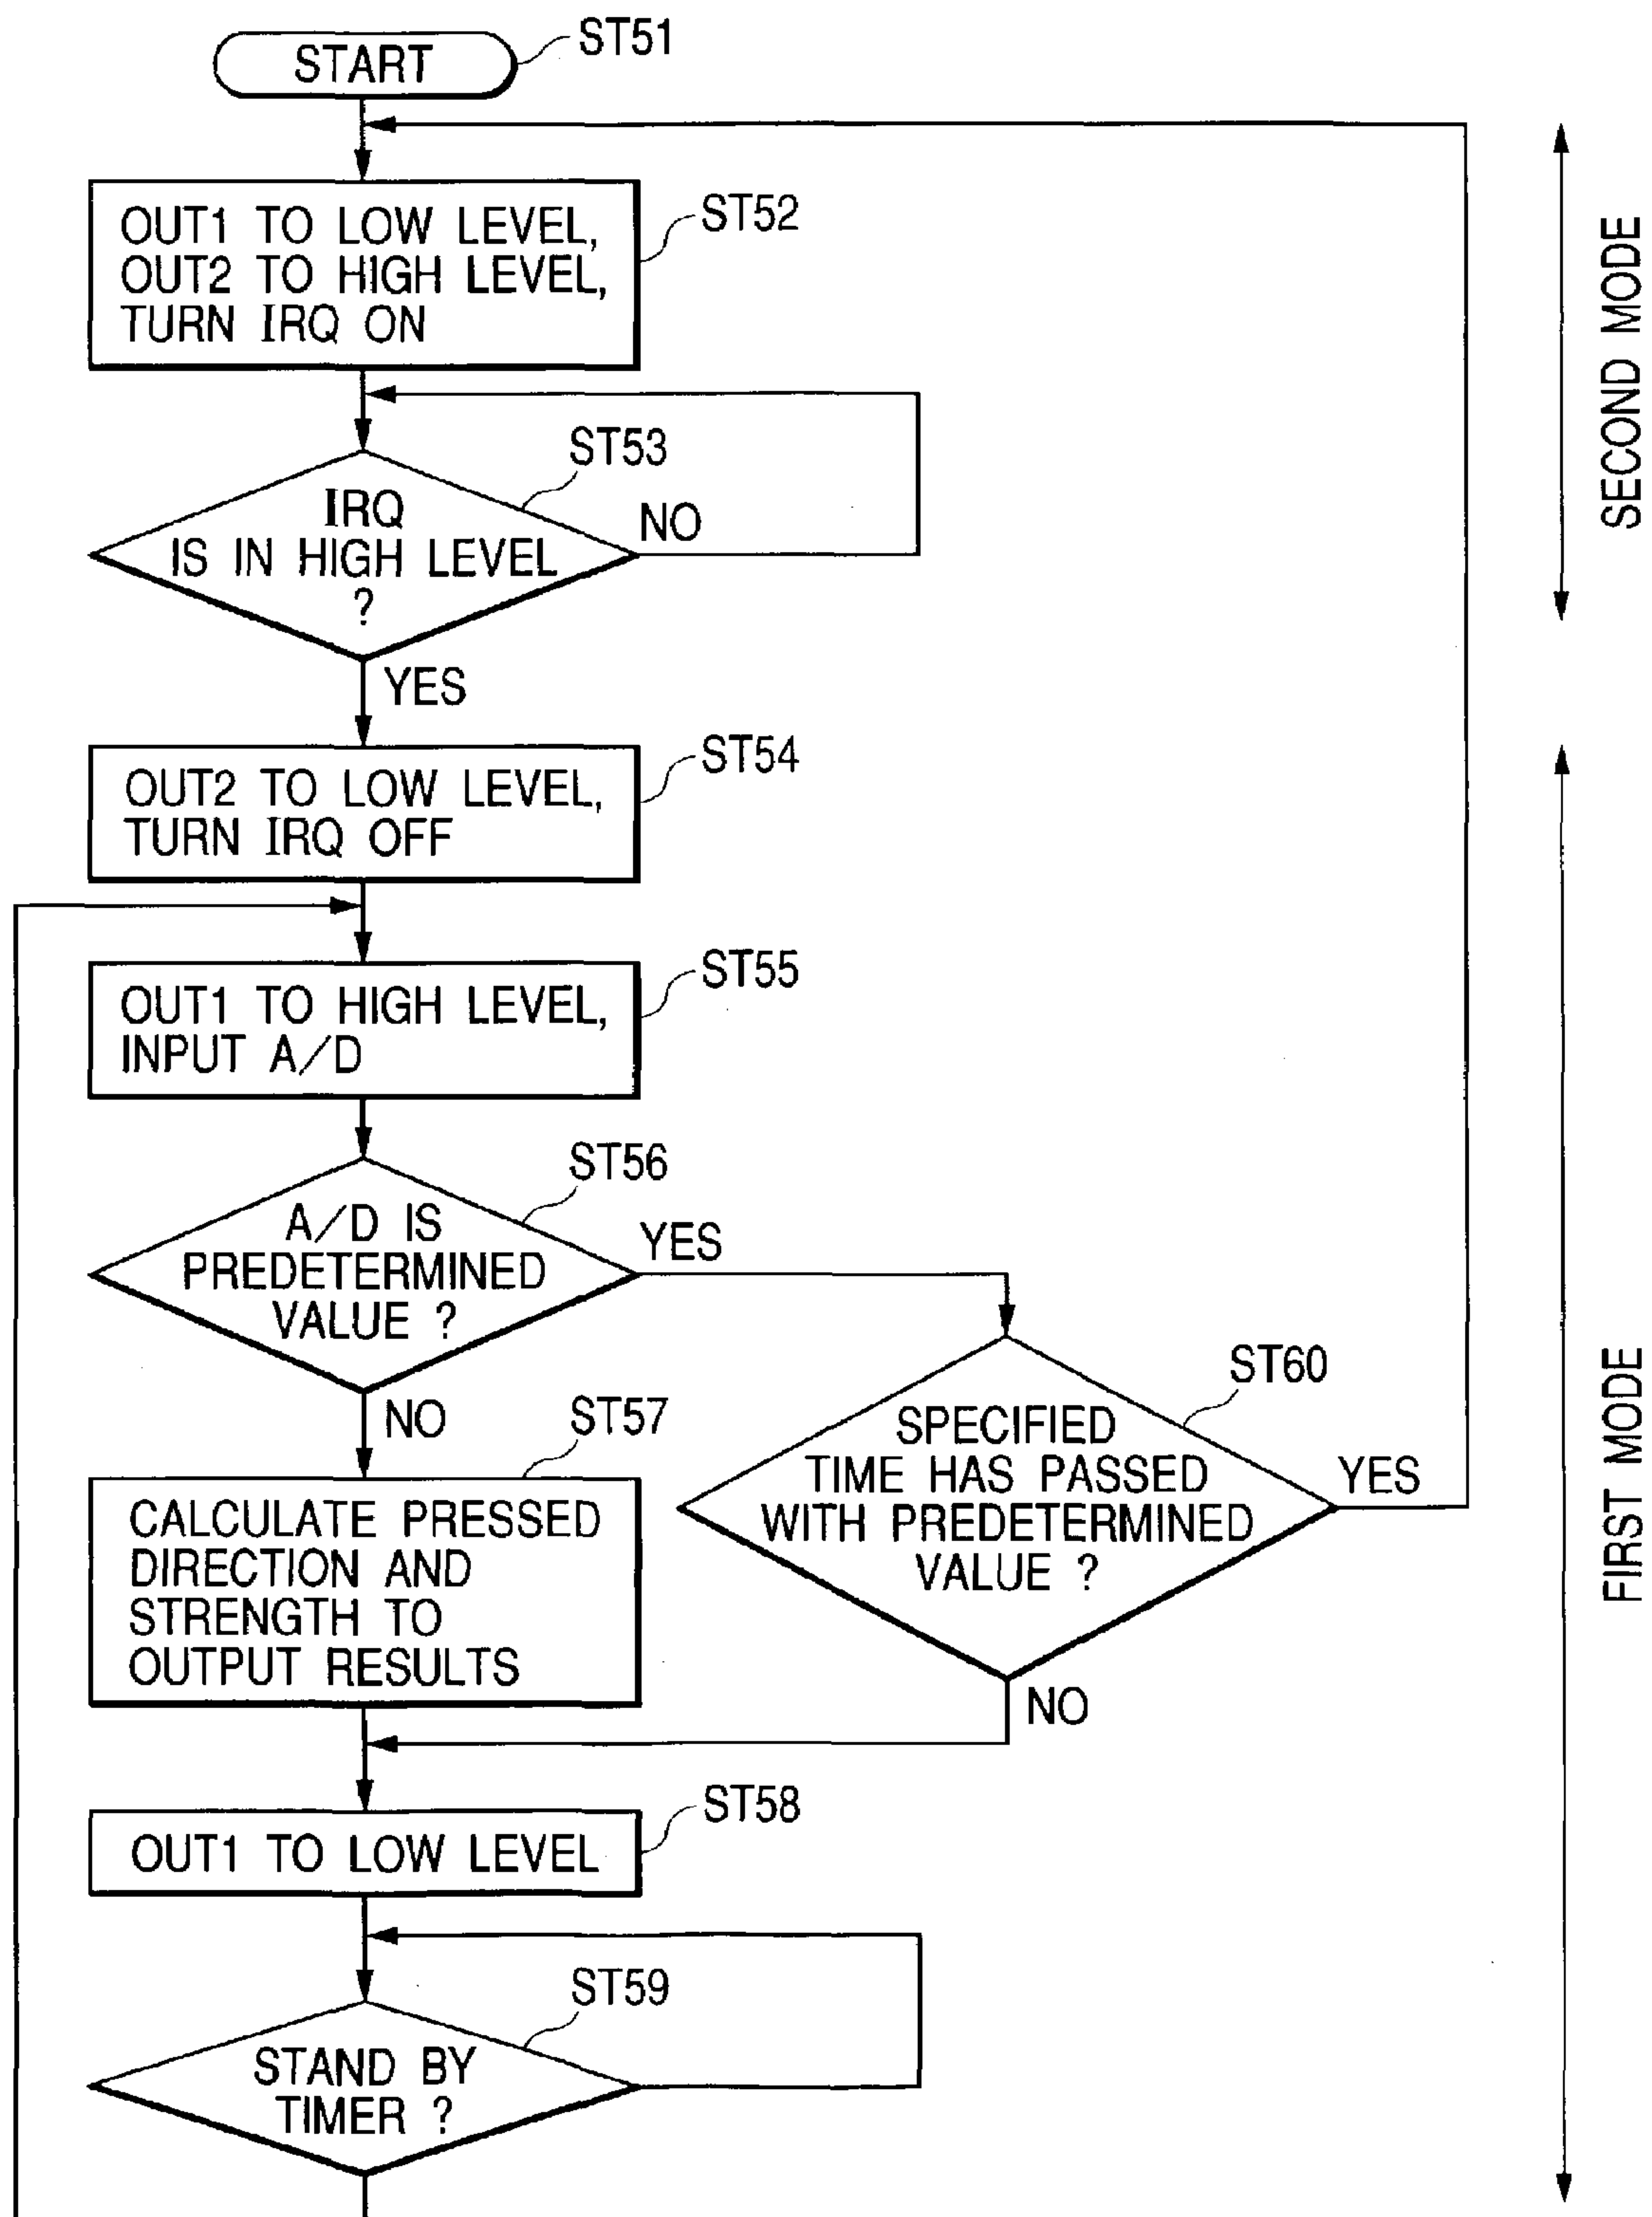 START
ST51
OUT1 TO LOW LEVEL,
OUT2 TO HIGH LEVEL,
TURN IRQ ON
ST52
SECOND MODE
ST53
IRQ
IS IN HIGH LEVEL
?
NO
YES
OUT2 TO LOW LEVEL,
TURN IRQ OFF
ST54
OUT1 TO HIGH LEVEL,
INPUT A/D
ST55
ST56
A/D IS
PREDETERMINED
VALUE ?
YES
NO
ST57
CALCULATE PRESSED
DIRECTION AND
STRENGTH TO
OUTPUT RESULTS
ST60
SPECIFIED
TIME HAS PASSED
WITH PREDETERMINED
VALUE ?
YES
NO
FIRST MODE
OUT1 TO LOW LEVEL
ST58
ST59
STAND BY
TIMER ?